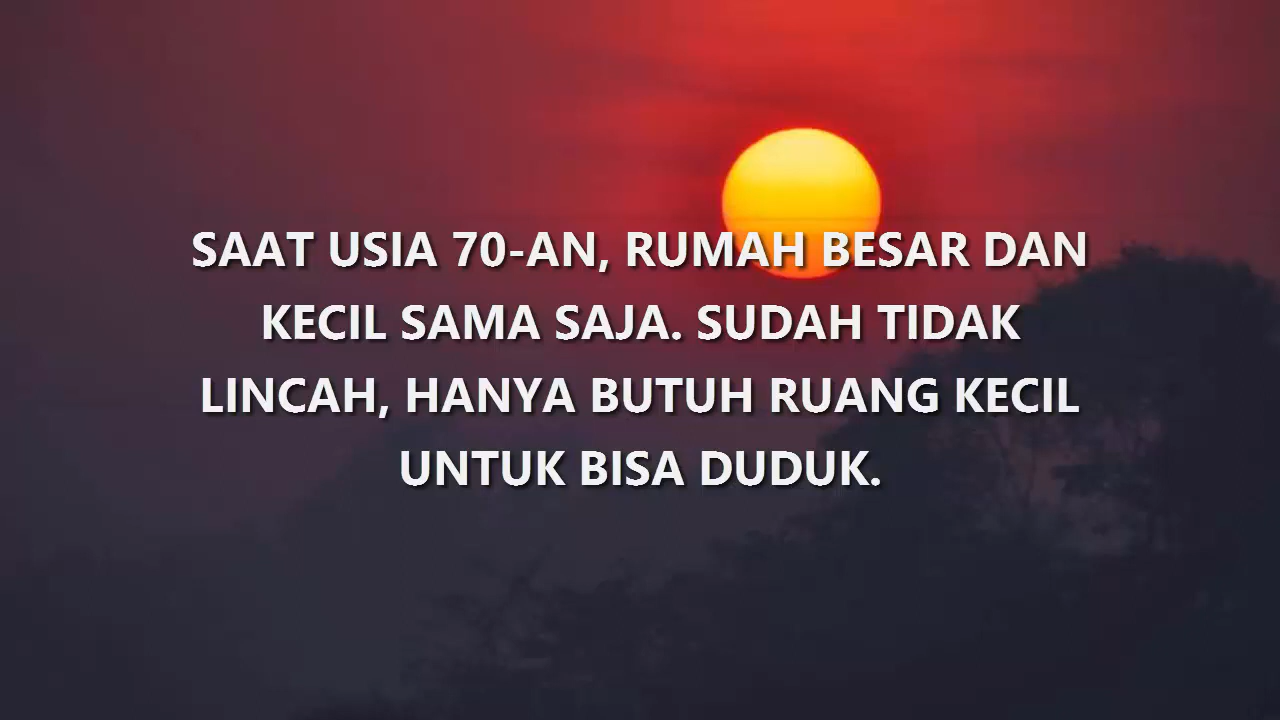 SAAT USIA 70-AN, RUMAH BESAR DAN
KECIL SAMA SAJA. SUDAH TIDAK
LINCAH, HANYA BUTUH RUANG KECIL
UNTUK BISA DUDUK.